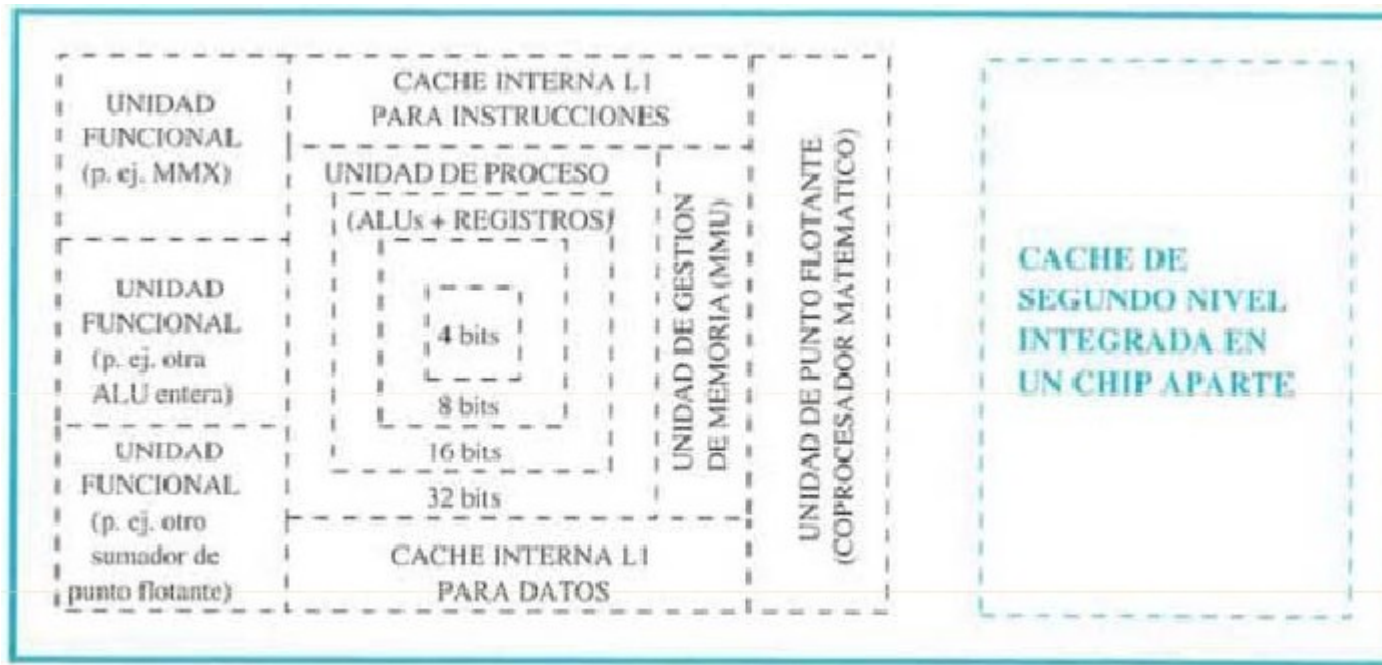 UNIDAD
FUNCIONAL
(p. ej. MMX)
UNIDAD
FUNCIONAL
(p. ej. otra
ALU entera)
UNIDAD
FUNCIONAL
(p. ej. otro
sumador de
punto flotante)
CACHE INTERNA L1
PARA INSTRUCCIONES
UNIDAD DE PROCESO
(ALUs + REGISTROS)
4 bits
8 bits
16 bits
32 bits
CACHE INTERNA L1
PARA DATOS
UNIDAD DE GESTION
DE MEMORIA (MMU)
UNIDAD DE PUNTO FLOTANTE
(COPROCESADOR MATEMATICO)
CACHE DE
SEGUNDO NIVEL
INTEGRADA EN
UN CHIP APARTE